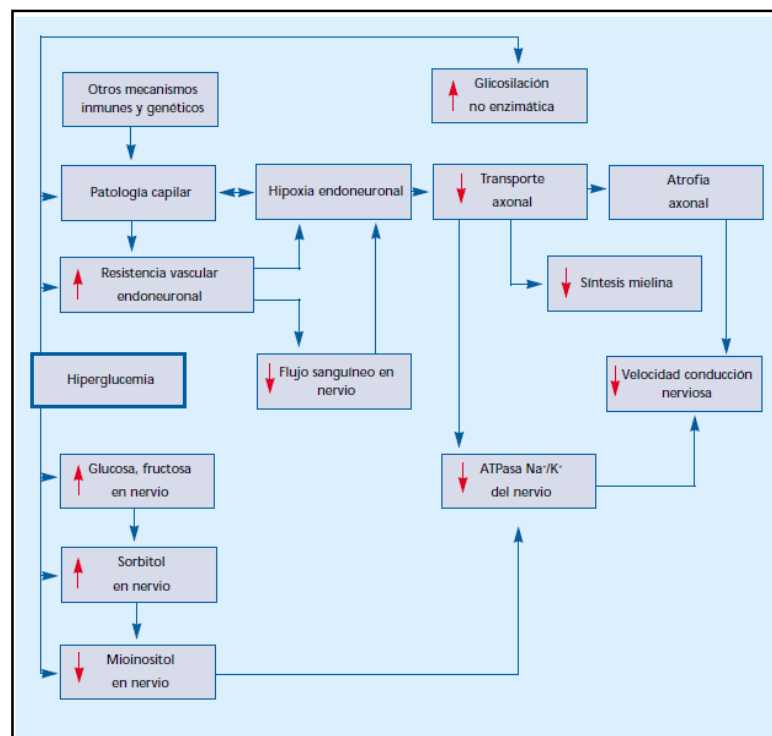 Glicosilación
no enzimática
Otros mecanismos
inmunes y genéticos
Patología capilar
Hipoxia endoneuronal
Transporte
axonal
Atrofia
axonal
Resistencia vascular
endoneuronal
Síntesis mielina
Hiperglucemia
Flujo sanguíneo en
nervio
Velocidad conducción
nerviosa
Glucosa, fructosa
en nervio
ATPasa Na⁺/K⁺
del nervio
Sorbitol
en nervio
Mioinositol
en nervio